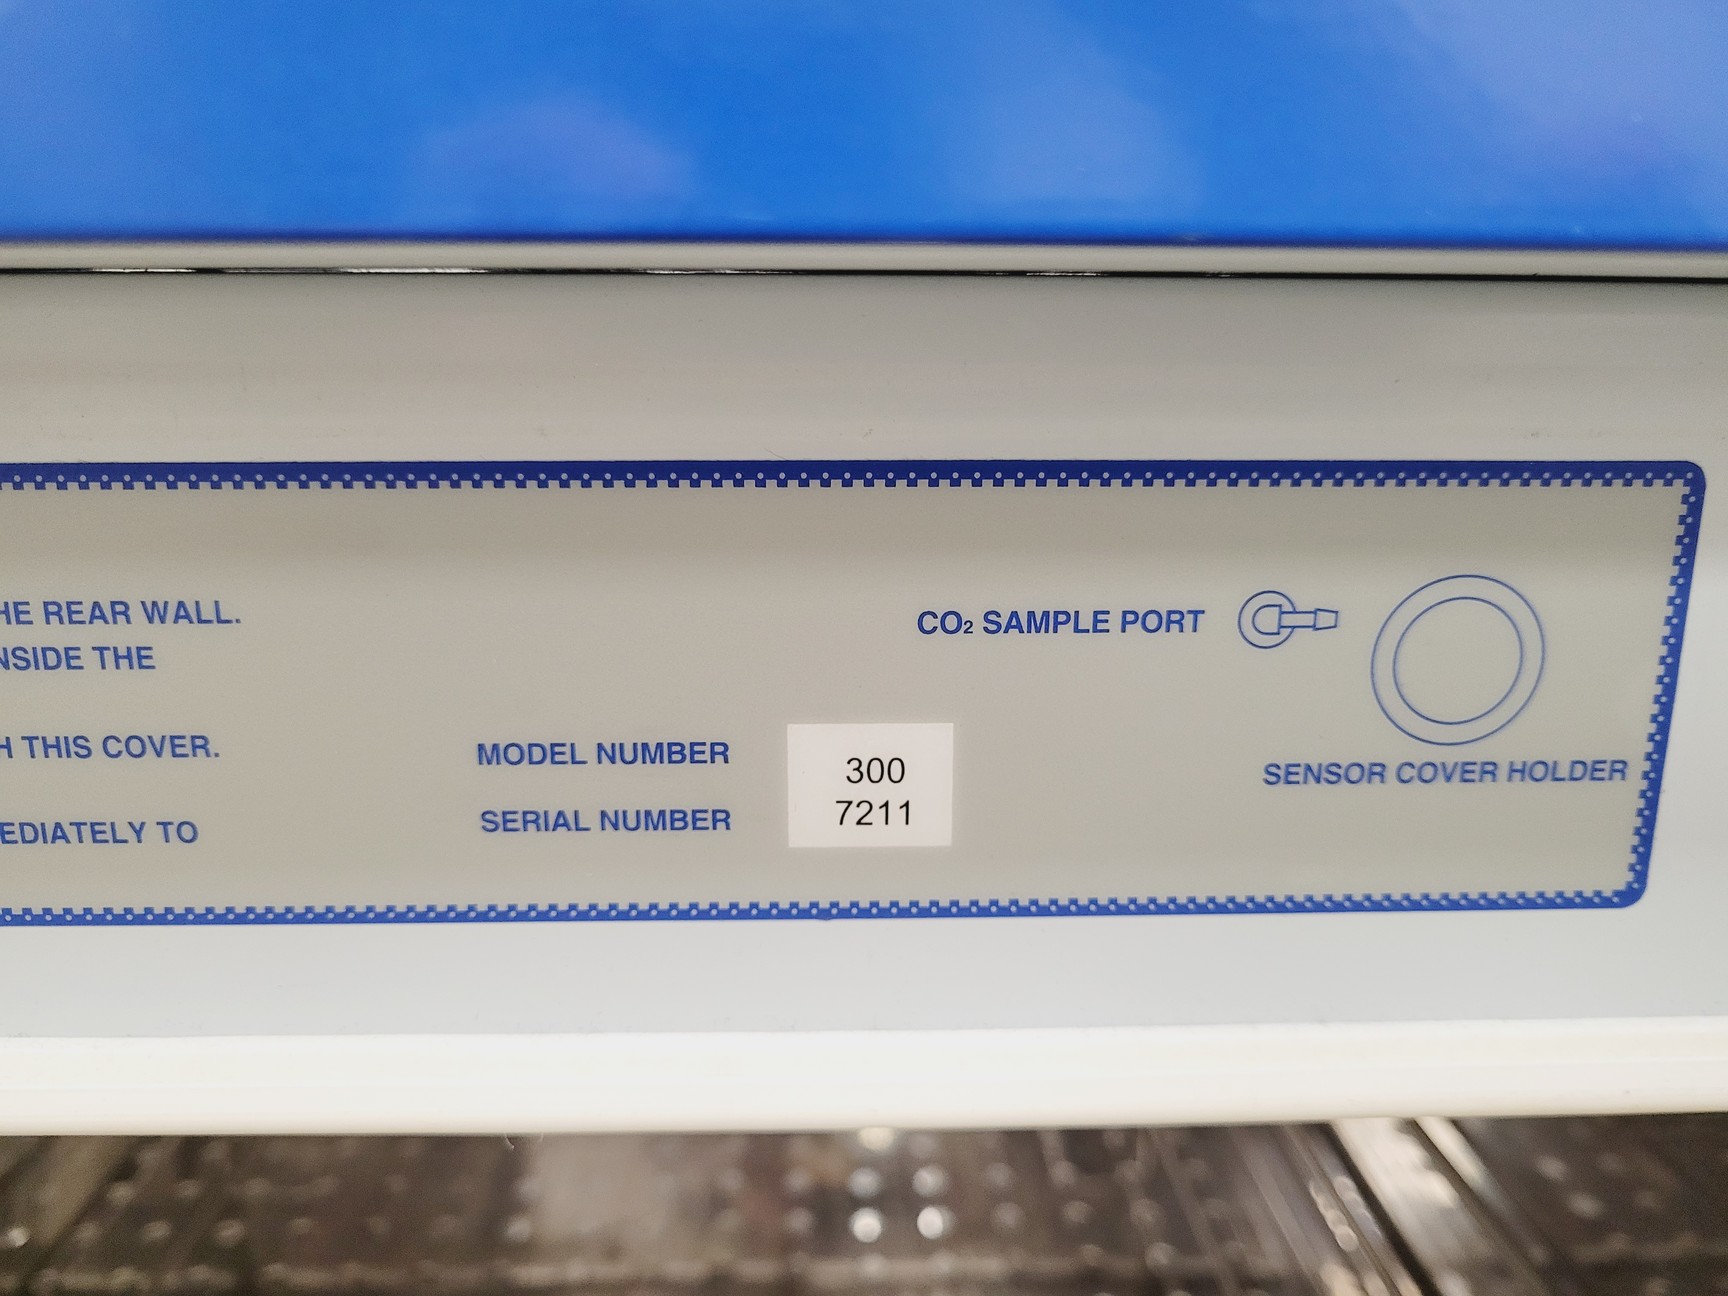 HE REAR WALL.
NSIDE THE
H THIS COVER.
EDIATELY TO
MODEL NUMBER 300
SERIAL NUMBER 7211
CO₂ SAMPLE PORT
SENSOR COVER HOLDER